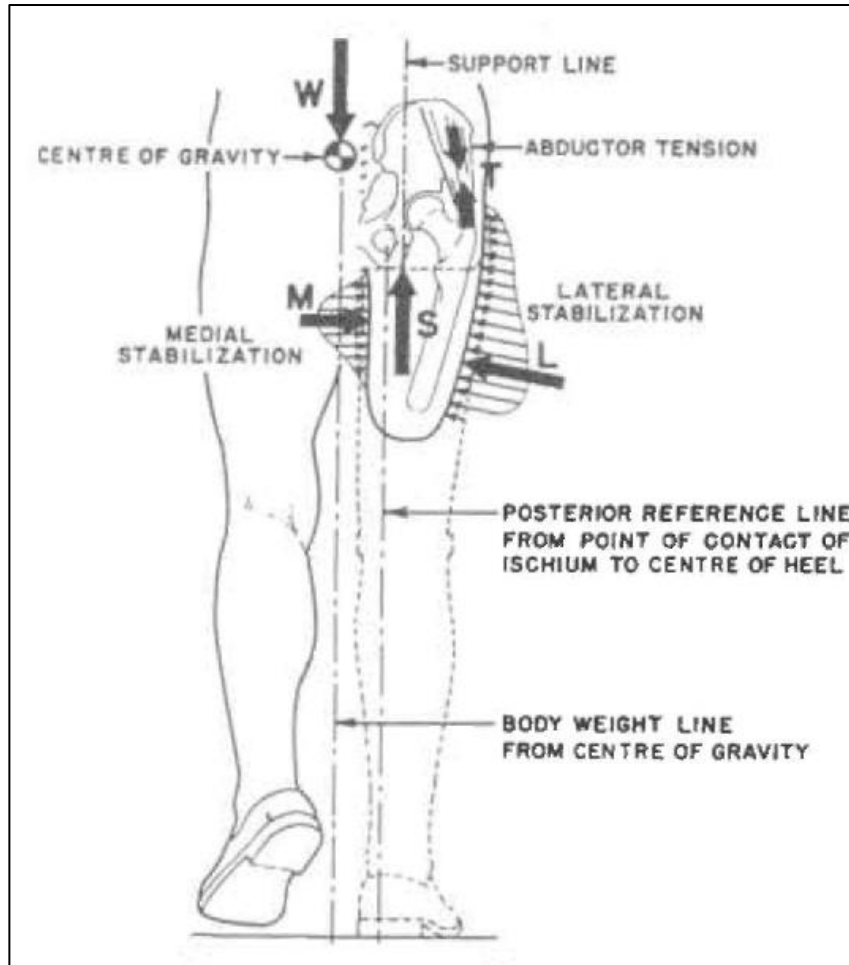 SUPPORT LINE
W
CENTRE OF GRAVITY
ABDUCTOR TENSION
T
M
S
LATERAL
STABILIZATION
MEDIAL
STABILIZATION
L
POSTERIOR REFERENCE LINE
FROM POINT OF CONTACT OF
ISCHIUM TO CENTRE OF HEEL
BODY WEIGHT LINE
FROM CENTRE OF GRAVITY